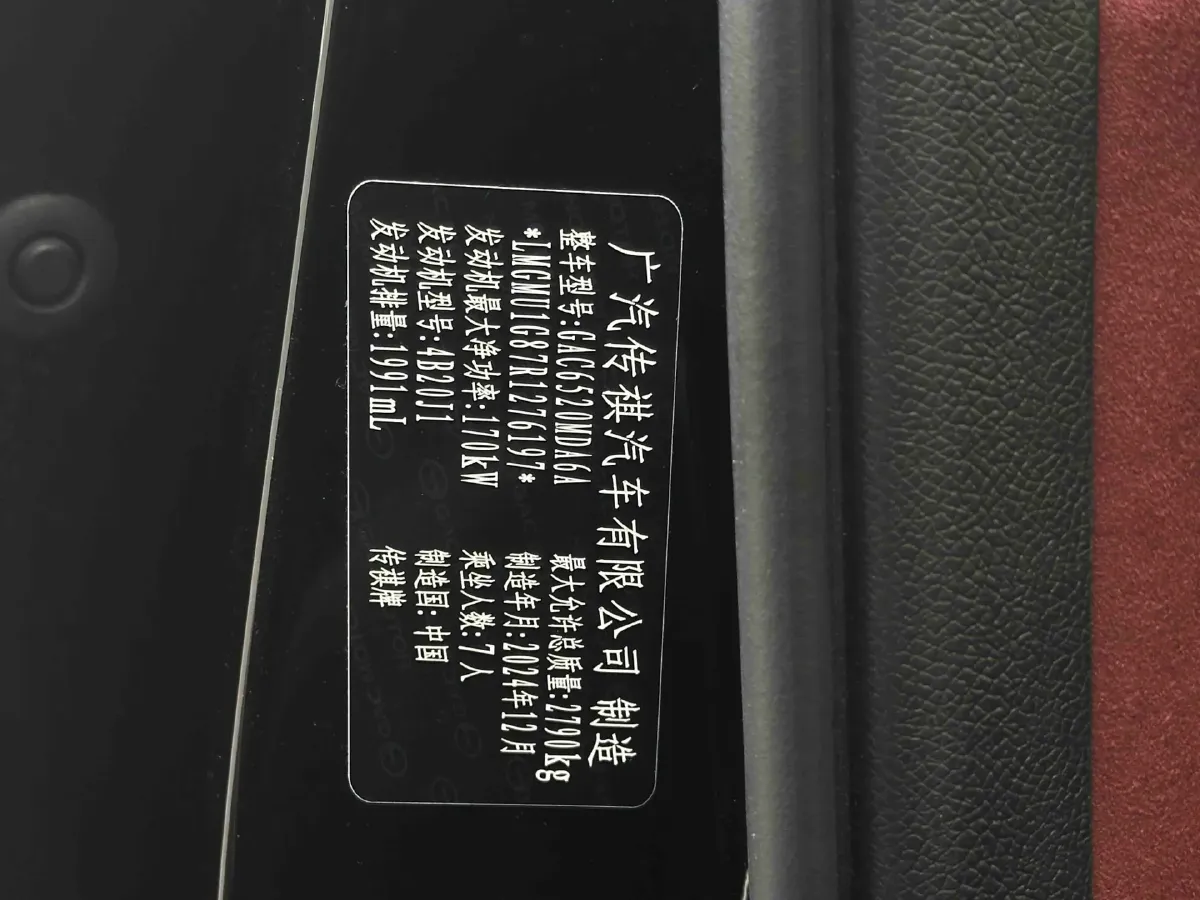 广汽传祺汽车有限公司 制造
整车型号:GAC6520MDA6A 最大允许总质量:2790kg
*LMGMU1G87R1276197* 制造年月:2024年12月
发动机最大净功率:170kW 乘坐人数:7人
发动机型号:4B20J1 制造国:中国
发动机排量:1991mL 传祺牌